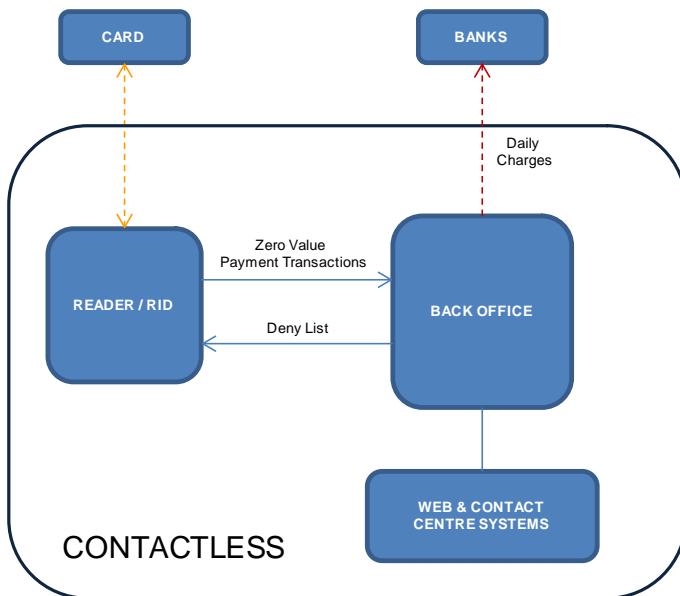 CARD
BANKS
Daily
Charges
Zero Value
Payment Transactions
READER / RID
BACK OFFICE
Deny List
WEB & CONTACT
CENTRE SYSTEMS
CONTACTLESS